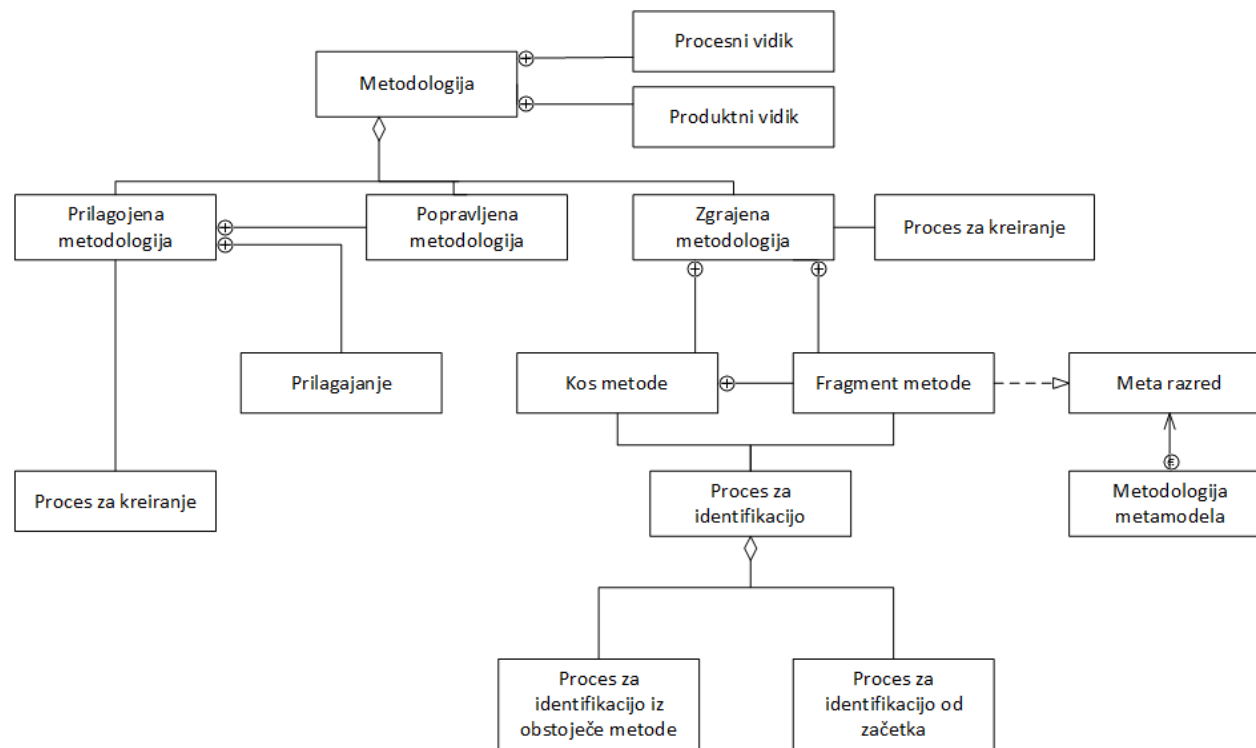 Procesni vidik
Metodologija
Produktni vidik
Prilagojena
metodologija
Popravljena
metodologija
Zgrajena
metodologija
Proces za kreiranje
Prilagajanje
Kos metode
Fragment metode
Meta razred
Proces za kreiranje
Proces za
identifikacijo
Metodologija
metamodela
Proces za
identifikacijo iz
obstoječe metode
Proces za
identifikacijo od
začetka